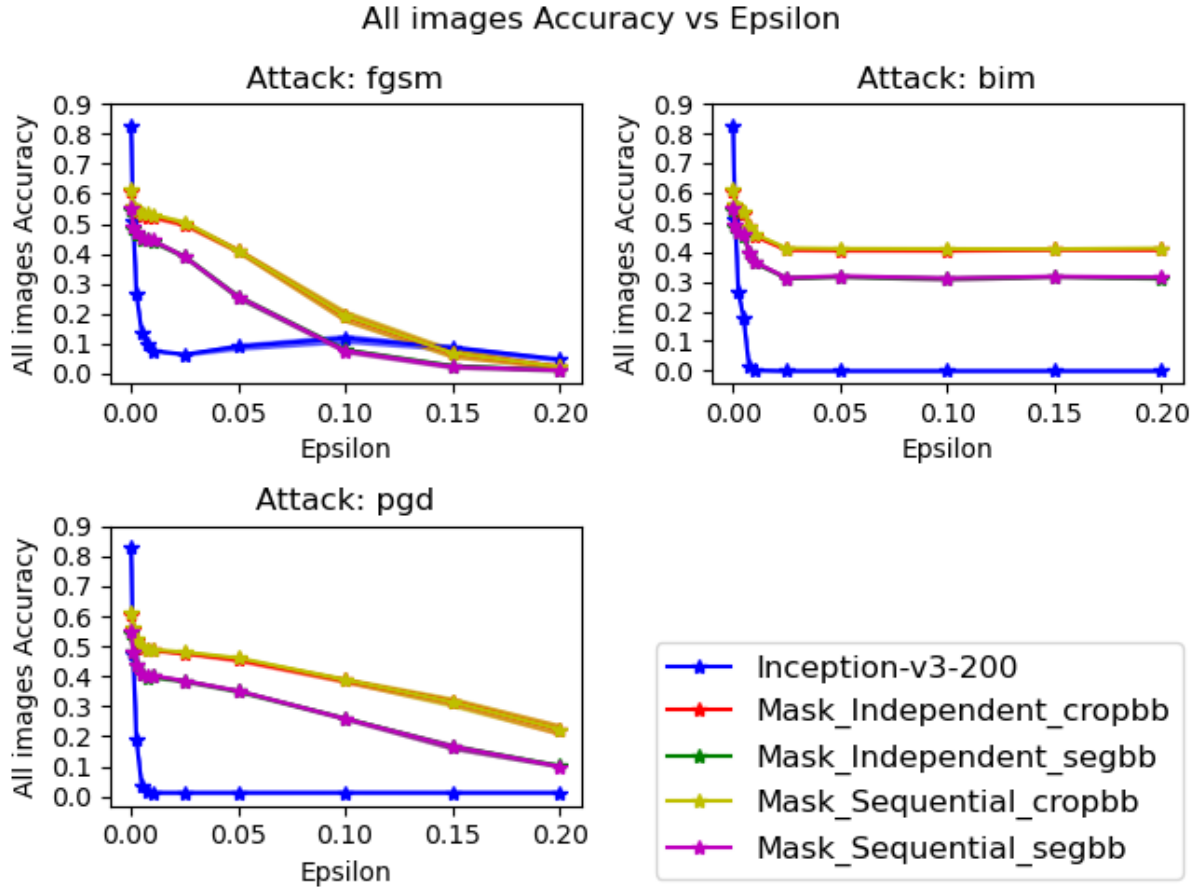 All images Accuracy vs Epsilon
Attack: fgsm
All images Accuracy
0.9
0.8
0.7
0.6
0.5
0.4
0.3
0.2
0.1
0.0
0.00 0.05 0.10 0.15 0.20
Epsilon
Attack: bim
All images Accuracy
0.9
0.8
0.7
0.6
0.5
0.4
0.3
0.2
0.1
0.0
0.00 0.05 0.10 0.15 0.20
Epsilon
Attack: pgd
All images Accuracy
0.9
0.8
0.7
0.6
0.5
0.4
0.3
0.2
0.1
0.0
0.00 0.05 0.10 0.15 0.20
Epsilon
Inception-v3-200
Mask_Independent_cropbb
Mask_Independent_segbb
Mask_Sequential_cropbb
Mask_Sequential_segbb